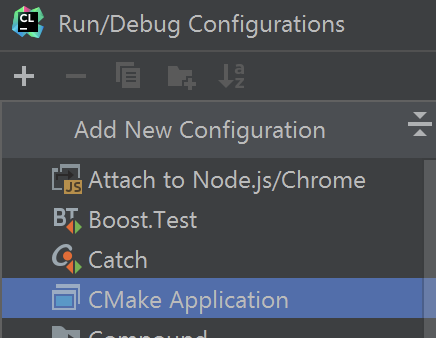 CL
Run/Debug Configurations
a
z
Add New Configuration
JS
Attach to Node.js/Chrome
BT
Boost.Test
Catch
CMake Application
Compound